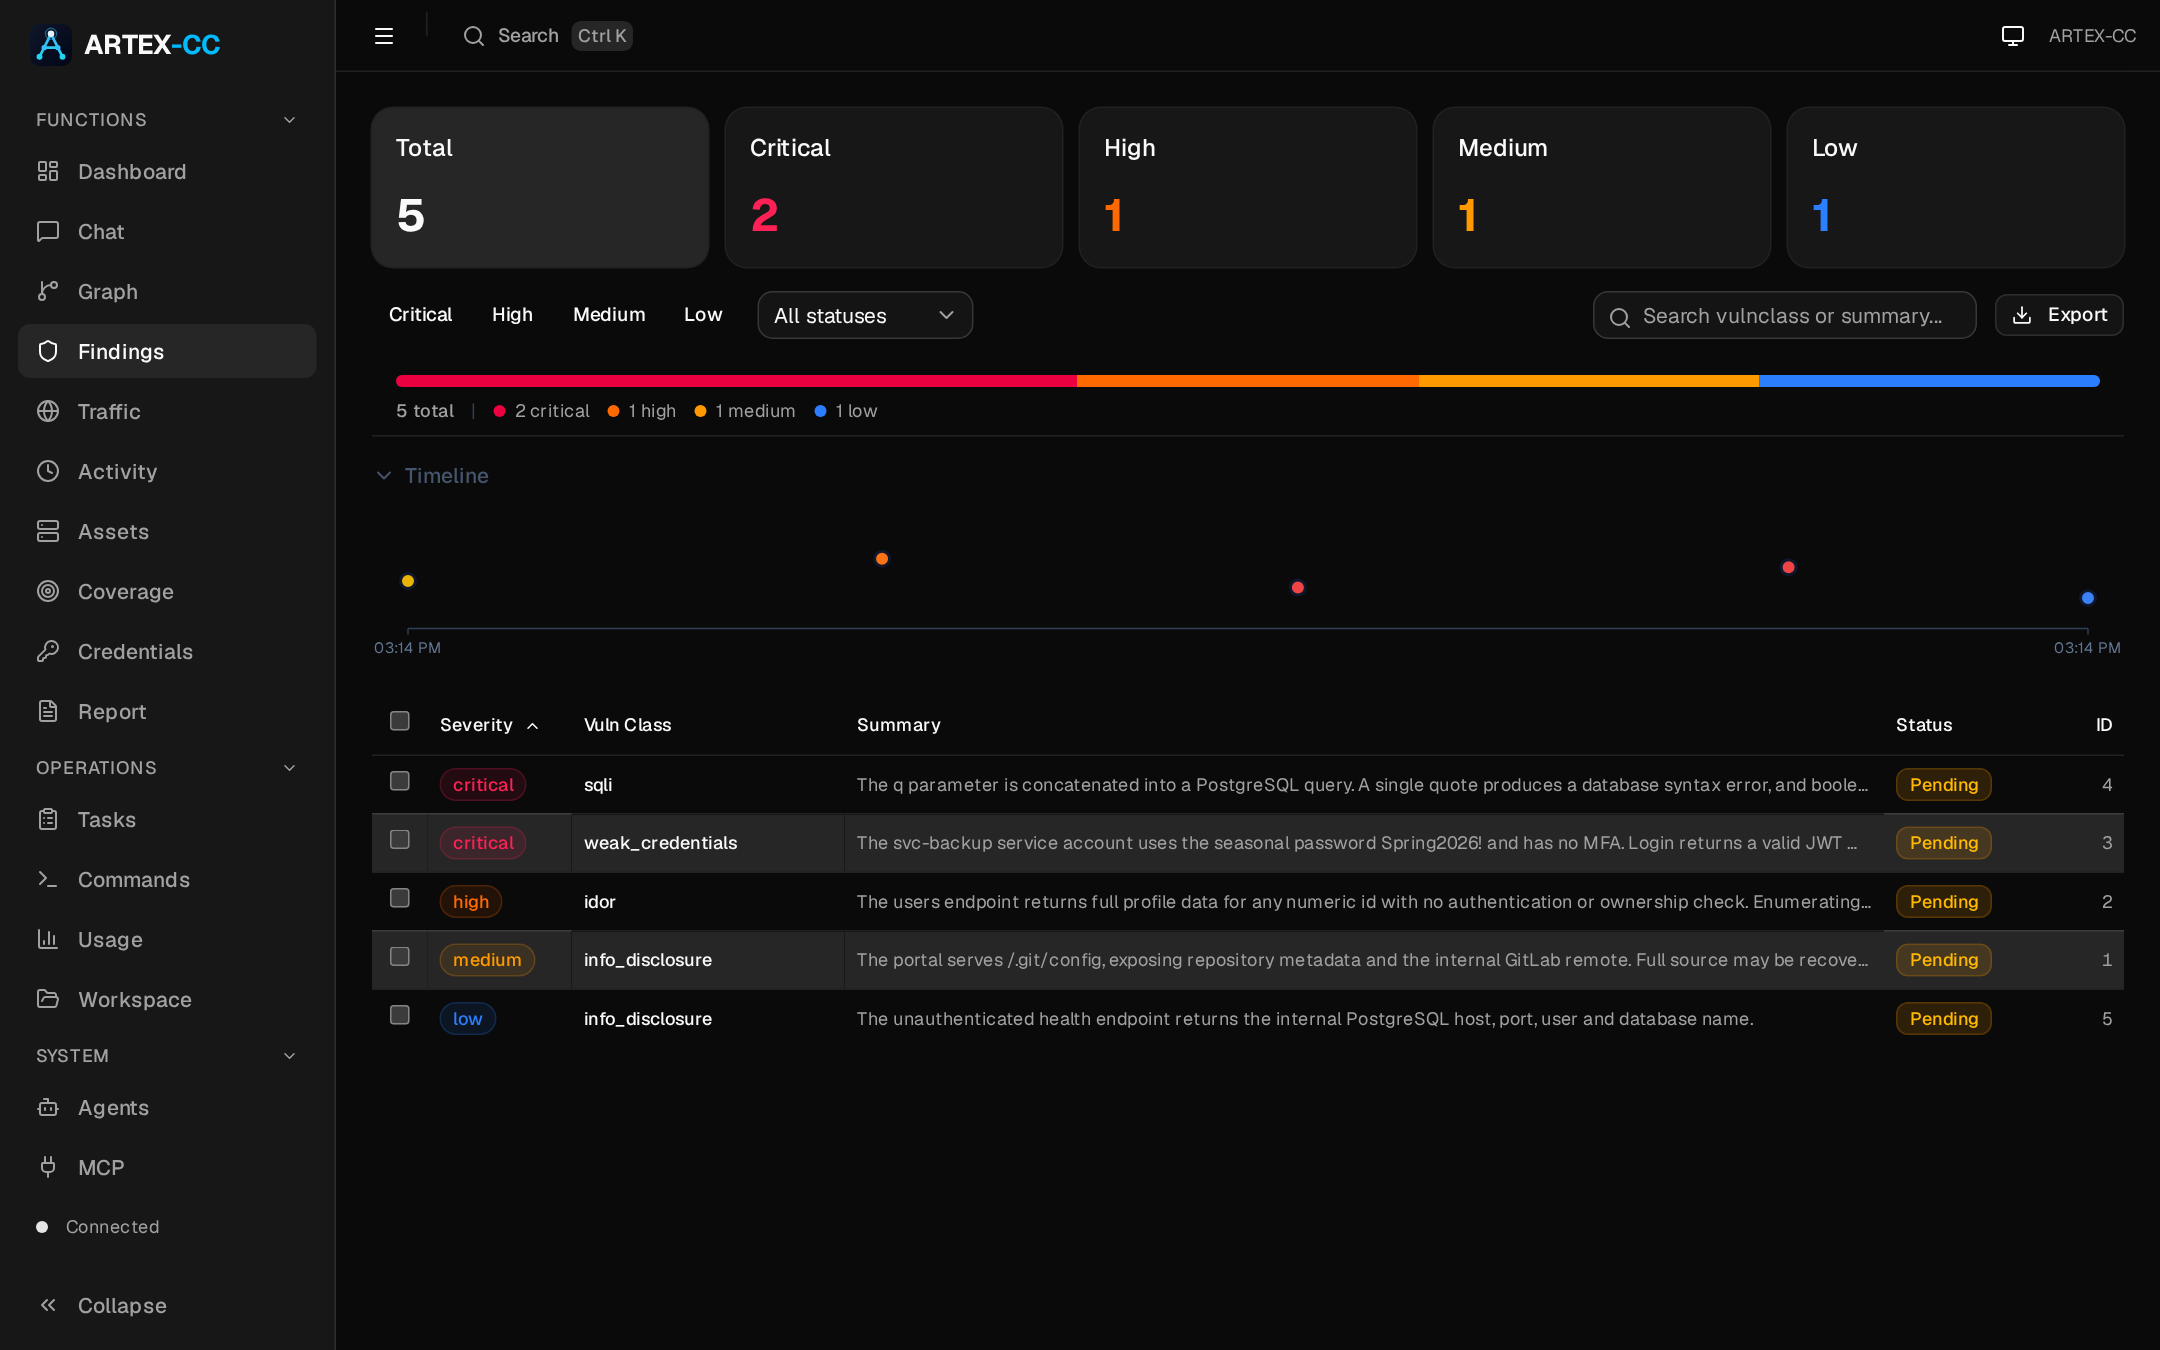 ARTEX-CC
FUNCTIONS
Dashboard
Chat
Graph
Findings
Traffic
Activity
Assets
Coverage
Credentials
Report
OPERATIONS
Tasks
Commands
Usage
Workspace
SYSTEM
Agents
MCP
Connected
Collapse
Search Ctrl K
ARTEX-CC
Total
5
Critical
2
High
1
Medium
1
Low
1
Critical High Medium Low All statuses
Search vulnclass or summary...
Export
5 total | 2 critical 1 high 1 medium 1 low
Timeline
03:14 PM 03:14 PM
Severity Vuln Class Summary Status ID
critical sqli The q parameter is concatenated into a PostgreSQL query. A single quote produces a database syntax error, and boole... Pending 4
critical weak_credentials The svc-backup service account uses the seasonal password Spring2026! and has no MFA. Login returns a valid JWT ... Pending 3
high idor The users endpoint returns full profile data for any numeric id with no authentication or ownership check. Enumerating... Pending 2
medium info_disclosure The portal serves /.git/config, exposing repository metadata and the internal GitLab remote. Full source may be recove... Pending 1
low info_disclosure The unauthenticated health endpoint returns the internal PostgreSQL host, port, user and database name. Pending 5